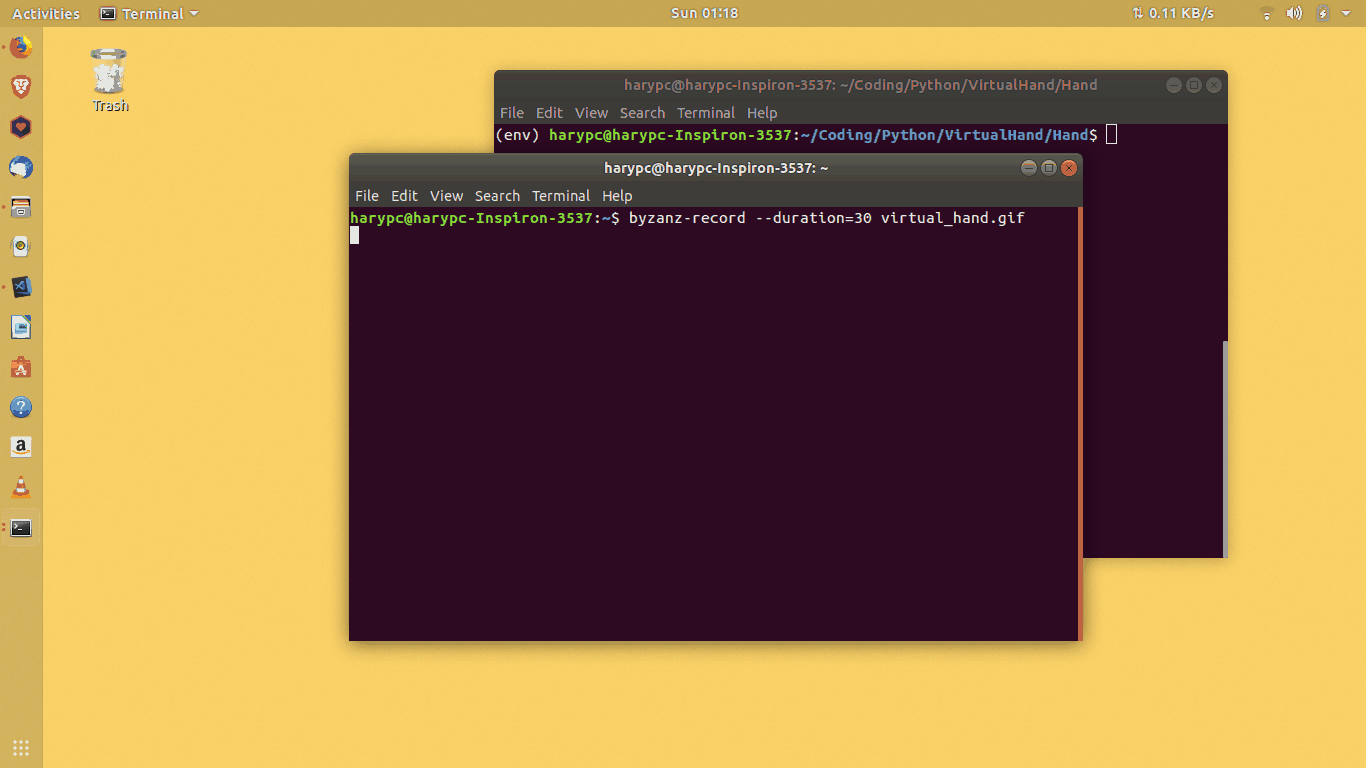 Activities Terminal Sun 01:18 0.11 KB/s
Trash
harypc@harypc-Inspiron-3537: ~/Coding/Python/VirtualHand/Hand
File Edit View Search Terminal Help
(env) harypc@harypc-Inspiron-3537:~/Coding/Python/VirtualHand/Hand$
harypc@harypc-Inspiron-3537: ~
File Edit View Search Terminal Help
harypc@harypc-Inspiron-3537:~$ byzanz-record --duration=30 virtual_hand.gif